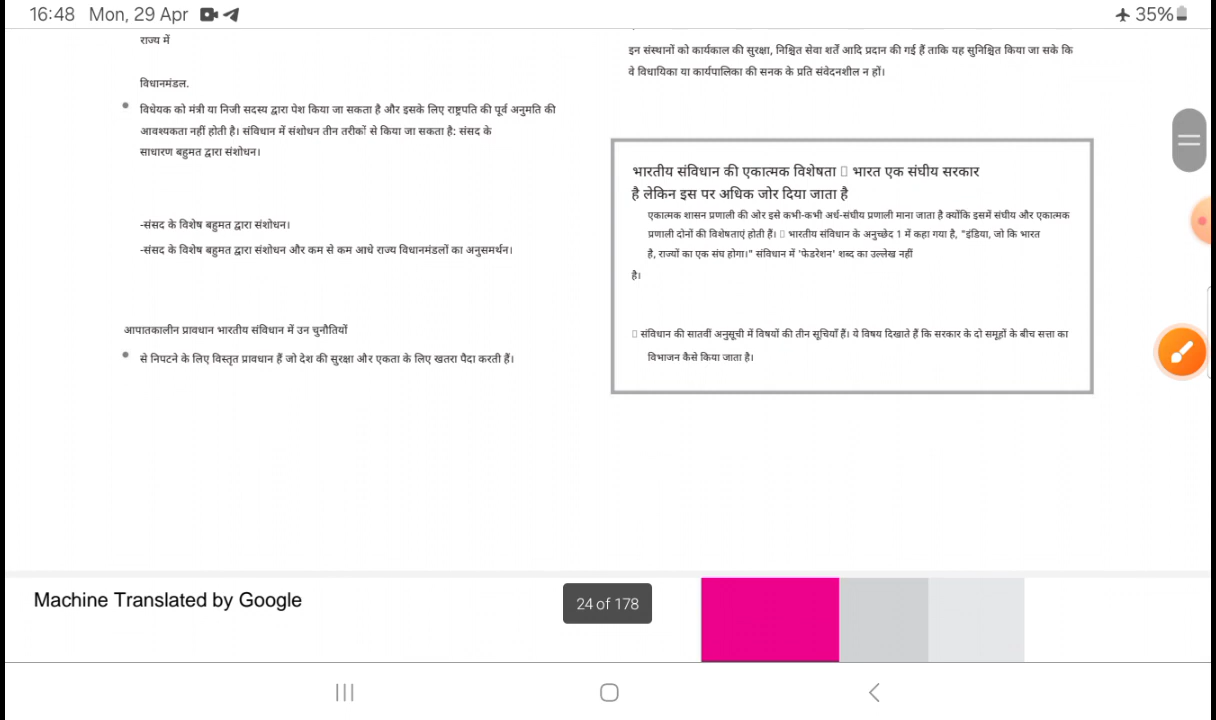 16:48 Mon, 29 Apr
35%
राज्य में
विधानमंडल.
विधेयक को मंत्री या निजी सदस्य द्वारा पेश किया जा सकता है और इसके लिए राष्ट्रपति की पूर्व अनुमति की
आवश्यकता नहीं होती है। संविधान में संशोधन तीन तरीकों से किया जा सकता है: संसद के
साधारण बहुमत द्वारा संशोधन।
-संसद के विशेष बहुमत द्वारा संशोधन।
-संसद के विशेष बहुमत द्वारा संशोधन और कम से कम आधे राज्य विधानमंडलों का अनुसमर्थन।
आपातकालीन प्रावधान भारतीय संविधान में उन चुनौतियों
से निपटने के लिए विस्तृत प्रावधान हैं जो देश की सुरक्षा और एकता के लिए खतरा पैदा करती हैं।
इन संस्थानों को कार्यकाल की सुरक्षा, निश्चित सेवा शर्तें आदि प्रदान की गई हैं ताकि यह सुनिश्चित किया जा सके कि
वे विधायिका या कार्यपालिका की सनक के प्रति संवेदनशील न हों।
भारतीय संविधान की एकात्मक विशेषता ▯ भारत एक संघीय सरकार
है लेकिन इस पर अधिक जोर दिया जाता है
एकात्मक शासन प्रणाली की ओर इसे कभी-कभी अर्ध-संघीय प्रणाली माना जाता है क्योंकि इसमें संघीय और एकात्मक
प्रणाली दोनों की विशेषताएं होती हैं। ▯ भारतीय संविधान के अनुच्छेद 1 में कहा गया है, "इंडिया, जो कि भारत
है, राज्यों का एक संघ होगा।" संविधान में 'फेडरेशन' शब्द का उल्लेख नहीं
है।
▯ संविधान की सातवीं अनुसूची में विषयों की तीन सूचियाँ हैं। ये विषय दिखाते हैं कि सरकार के दो समूहों के बीच सत्ता का
विभाजन कैसे किया जाता है।
Machine Translated by Google
24 of 178